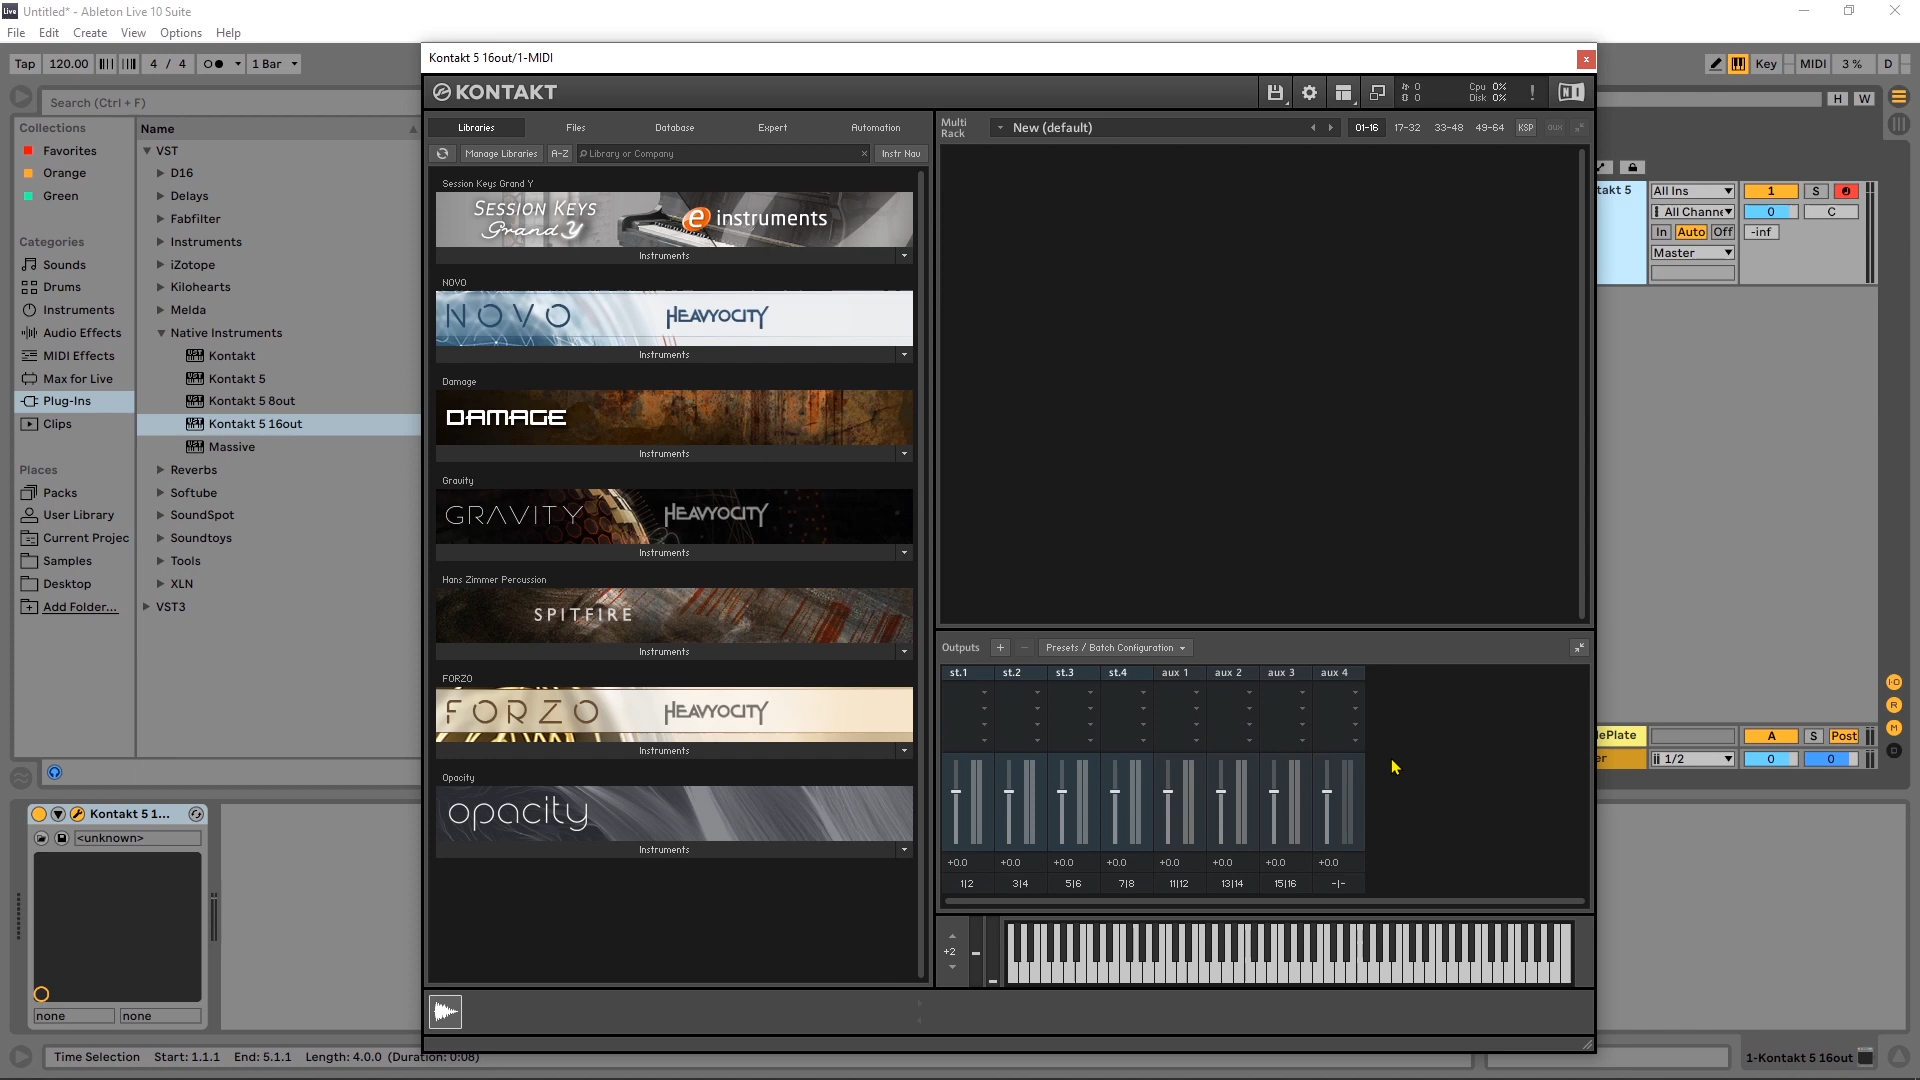 Live Untitled* - Ableton Live 10 Suite
File Edit Create View Options Help
Tap 120.00 4 / 4 1 Bar
Key MIDI 3 % D
Search (Ctrl + F)
H W
Collections
Favorites
Orange
Green
Categories
Sounds
Drums
Instruments
Audio Effects
MIDI Effects
Max for Live
Plug-Ins
Clips
Places
Packs
User Library
Current Projec
Samples
Desktop
Add Folder...
Name
VST
D16
Delays
Fabfilter
Instruments
iZotope
Kilohearts
Melda
Native Instruments
Kontakt
Kontakt 5
Kontakt 5 8out
Kontakt 5 16out
Massive
Reverbs
Softube
SoundSpot
Soundtoys
Tools
XLN
VST3
Kontakt 5 16out/1-MIDI
x
KONTAKT
0
0
Cpu 0%
Disk 0%
!
NI
Libraries Files Database Expert Automation
Manage Libraries A-Z Library or Company × Instr Nav
Session Keys Grand Y
SESSION KEYS
Grand Y
e instruments
Instruments
NOVO
NOVO HEAVYOCITY
Instruments
Damage
DAMAGE
Instruments
Gravity
GRAVITY HEAVYOCITY
Instruments
Hans Zimmer Percussion
SPITFIRE
Instruments
FORZO
FORZO HEAVYOCITY
Instruments
Opacity
opacity
Instruments
Multi
Rack
New (default)
01-16 17-32 33-48 49-64 KSP aux
Outputs + − Presets / Batch Configuration
st.1 st.2 st.3 st.4 aux 1 aux 2 aux 3 aux 4
+0.0 +0.0 +0.0 +0.0 +0.0 +0.0 +0.0 +0.0
1|2 3|4 5|6 7|8 11|12 13|14 15|16 -|-
+2
takt 5
All Ins 1 S
All Channe 0 C
In Auto Off -inf
Master
lePlate A S Post
er 1/2 0 0
I-O
R
M
D
Kontakt 5 1...
<unknown>
none none
Time Selection Start: 1.1.1 End: 5.1.1 Length: 4.0.0 (Duration: 0:08)
1-Kontakt 5 16out